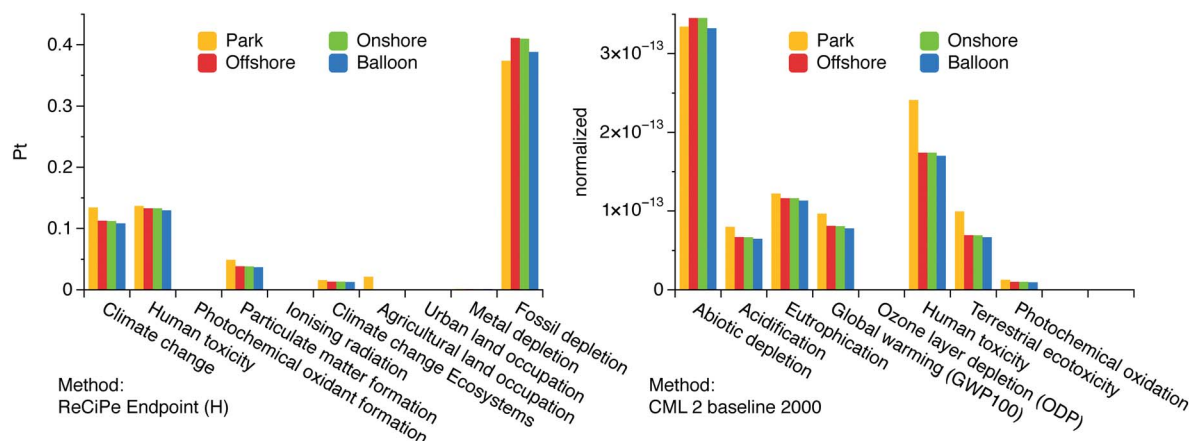 0.4
0.3
0.2
0.1
0
Pt
Park
Offshore
Onshore
Balloon
Climate change
Human toxicity
Photochemical oxidant formation
Particulate matter formation
Ionising radiation
Climate change Ecosystems
Agricultural land occupation
Urban land occupation
Metal depletion
Fossil depletion
Method:
ReCiPe Endpoint (H)
3×10⁻¹³
2×10⁻¹³
1×10⁻¹³
0
normalized
Park
Offshore
Onshore
Balloon
Abiotic depletion
Acidification
Eutrophication
Global warming (GWP100)
Ozone layer depletion (ODP)
Human toxicity
Terrestrial ecotoxicity
Photochemical oxidation
Method:
CML 2 baseline 2000